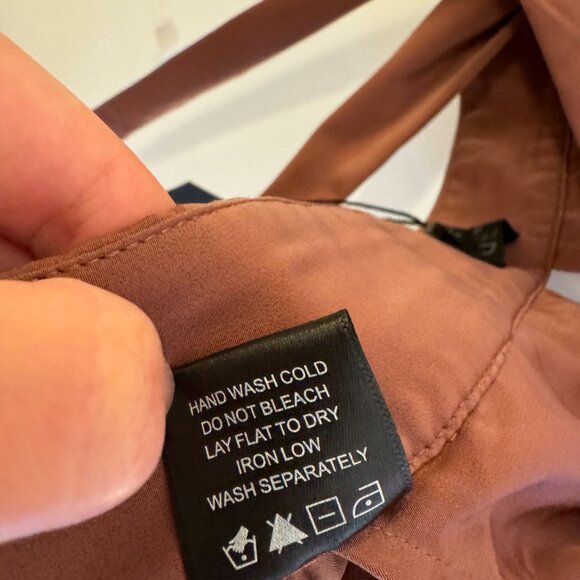 HAND WASH COLD
DO NOT BLEACH
LAY FLAT TO DRY
IRON LOW
WASH SEPARATELY